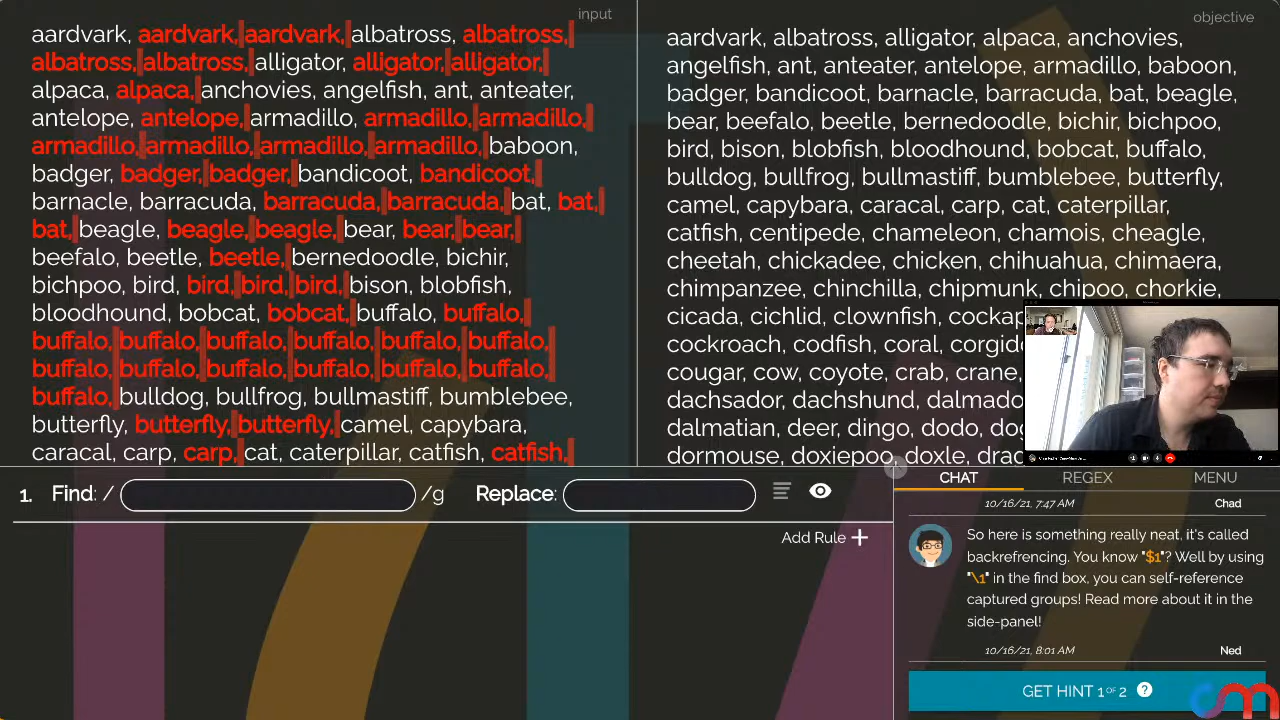 input
aardvark, aardvark, aardvark, albatross, albatross,
albatross, albatross, alligator, alligator, alligator,
alpaca, alpaca, anchovies, angelfish, ant, anteater,
antelope, antelope, armadillo, armadillo, armadillo,
armadillo, armadillo, armadillo, armadillo, baboon,
badger, badger, badger, bandicoot, bandicoot,
barnacle, barracuda, barracuda, barracuda, bat, bat,
bat, beagle, beagle, beagle, bear, bear, bear,
beefalo, beetle, beetle, bernedoodle, bichir,
bichpoo, bird, bird, bird, bird, bison, blobfish,
bloodhound, bobcat, bobcat, buffalo, buffalo,
buffalo, buffalo, buffalo, buffalo, buffalo, buffalo,
buffalo, buffalo, buffalo, buffalo, buffalo, buffalo,
buffalo, bulldog, bullfrog, bullmastiff, bumblebee,
butterfly, butterfly, butterfly, camel, capybara,
caracal, carp, carp, cat, caterpillar, catfish, catfish,
objective
aardvark, albatross, alligator, alpaca, anchovies,
angelfish, ant, anteater, antelope, armadillo, baboon,
badger, bandicoot, barnacle, barracuda, bat, beagle,
bear, beefalo, beetle, bernedoodle, bichir, bichpoo,
bird, bison, blobfish, bloodhound, bobcat, buffalo,
bulldog, bullfrog, bullmastiff, bumblebee, butterfly,
camel, capybara, caracal, carp, cat, caterpillar,
catfish, centipede, chameleon, chamois, cheagle,
cheetah, chickadee, chicken, chihuahua, chimaera,
chimpanzee, chinchilla, chipmunk, chipoo, chorkie,
cicada, cichlid, clownfish,
cockroach, codfish, coral,
cougar, cow, coyote, crab, crane,
dachsador, dachshund,
dalmatian, deer, dingo, dodo,
dormouse, doxiepoo, doxle,
1. Find: / /g Replace:
Add Rule +
CHAT REGEX MENU
10/16/21, 7:47 AM Chad
So here is something really neat, it's called
backrefrencing. You know "$1"? Well by using
"\1" in the find box, you can self-reference
captured groups! Read more about it in the
side-panel!
10/16/21, 8:01 AM Ned
GET HINT 1 OF 2 ?
cm